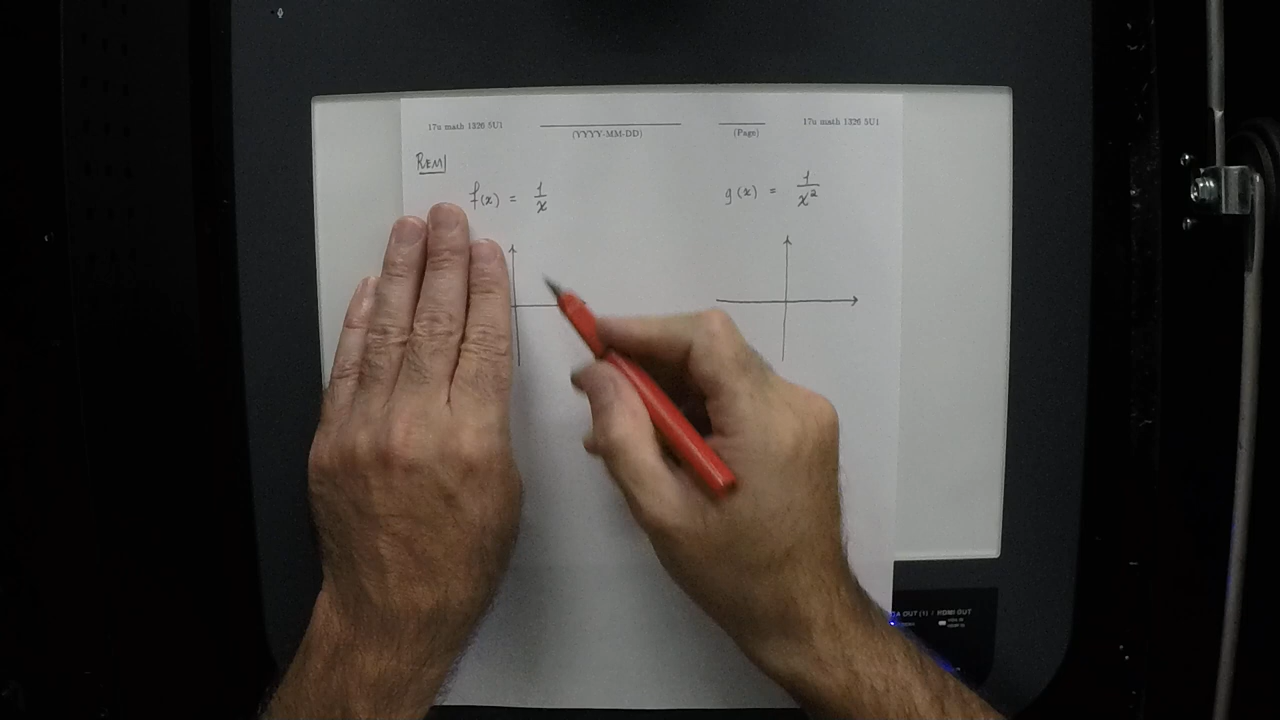 17u math 1326 5U1 (YYYY-MM-DD) (Page) 17u math 1326 5U1
REM
f(x) = 1/x
g(x) = 1/x²